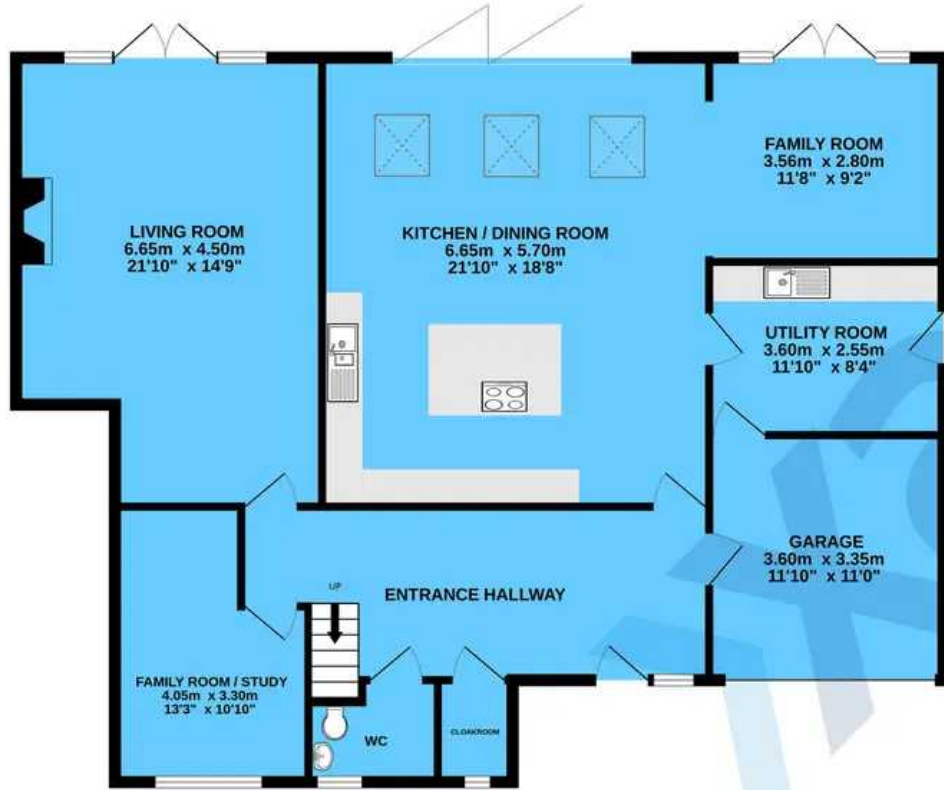 FAMILY ROOM
3.56m x 2.80m
11'8" x 9'2"
LIVING ROOM
6.65m x 4.50m
21'10" x 14'9"
KITCHEN / DINING ROOM
6.65m x 5.70m
21'10" x 18'8"
UTILITY ROOM
3.60m x 2.55m
11'10" x 8'4"
GARAGE
3.60m x 3.35m
11'10" x 11'0"
UP
ENTRANCE HALLWAY
FAMILY ROOM / STUDY
4.05m x 3.30m
13'3" x 10'10"
WC
CLOAKROOM